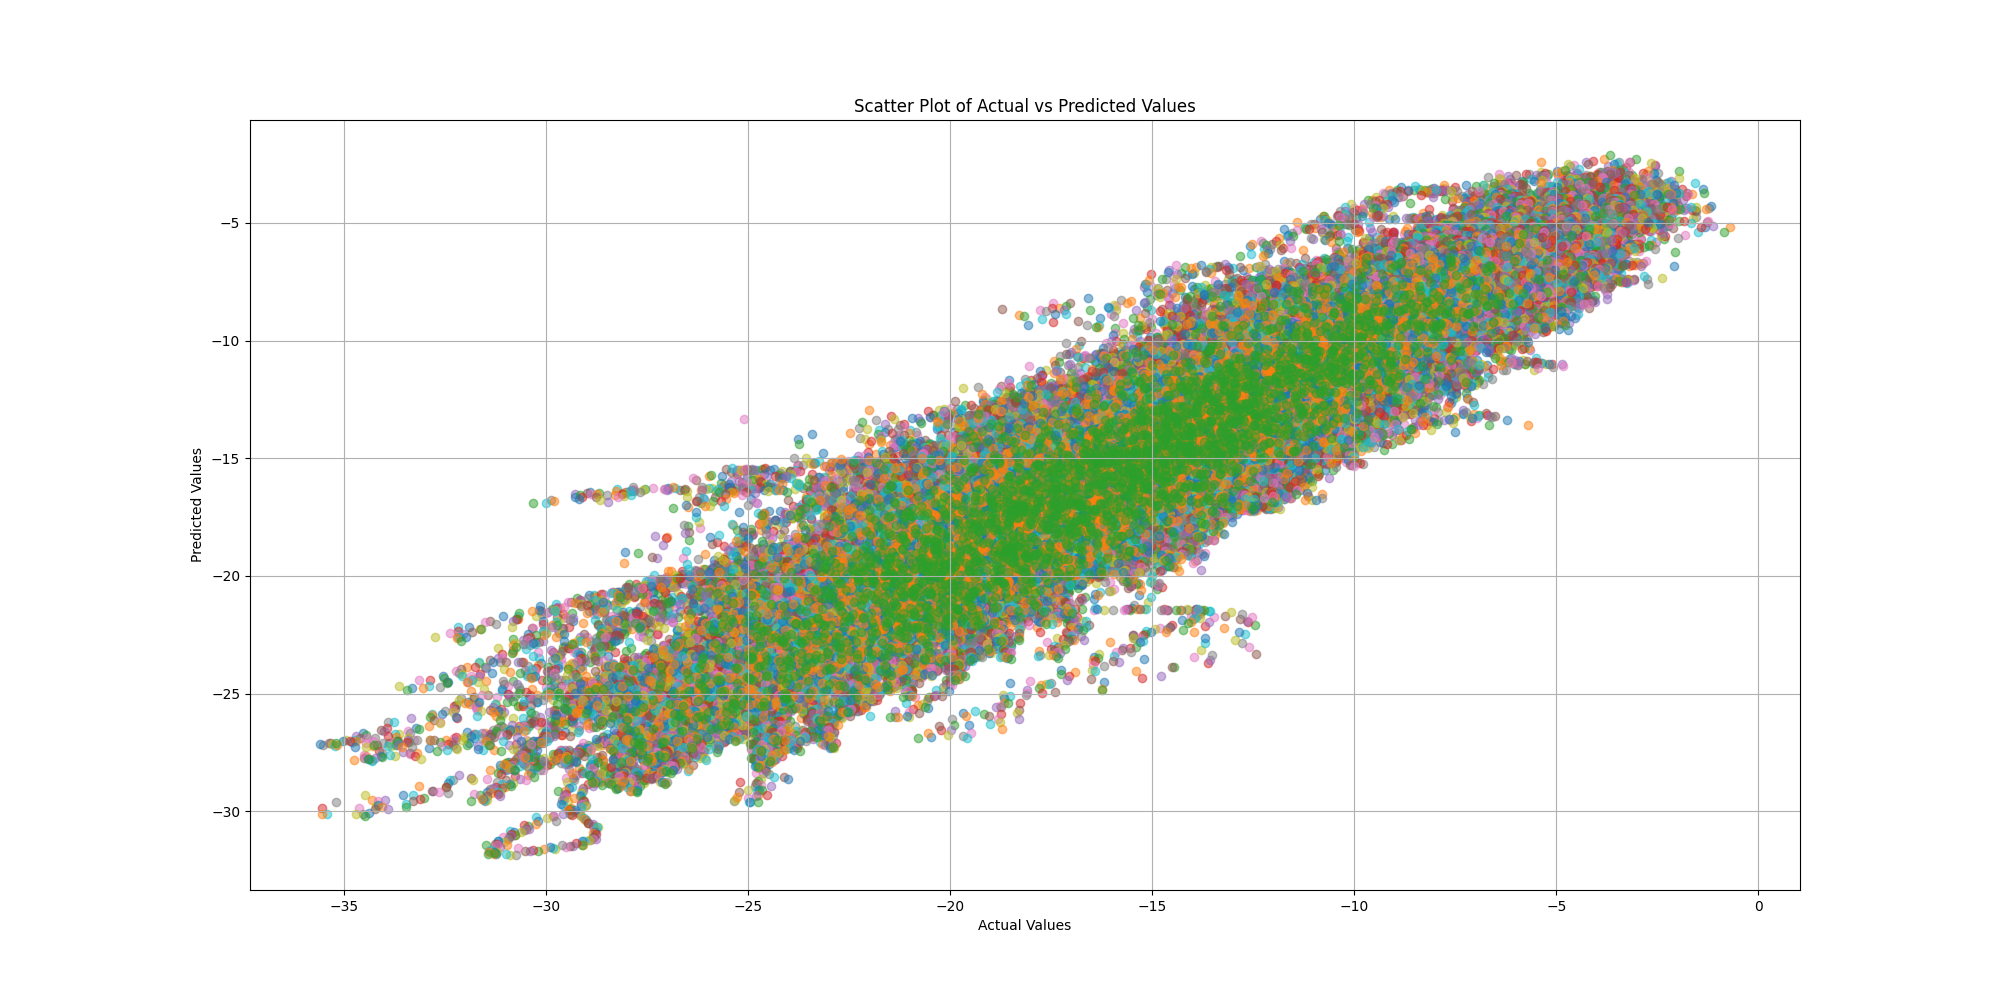 Scatter Plot of Actual vs Predicted Values
Predicted Values
−5
−10
−15
−20
−25
−30
−35 −30 −25 −20 −15 −10 −5 0
Actual Values